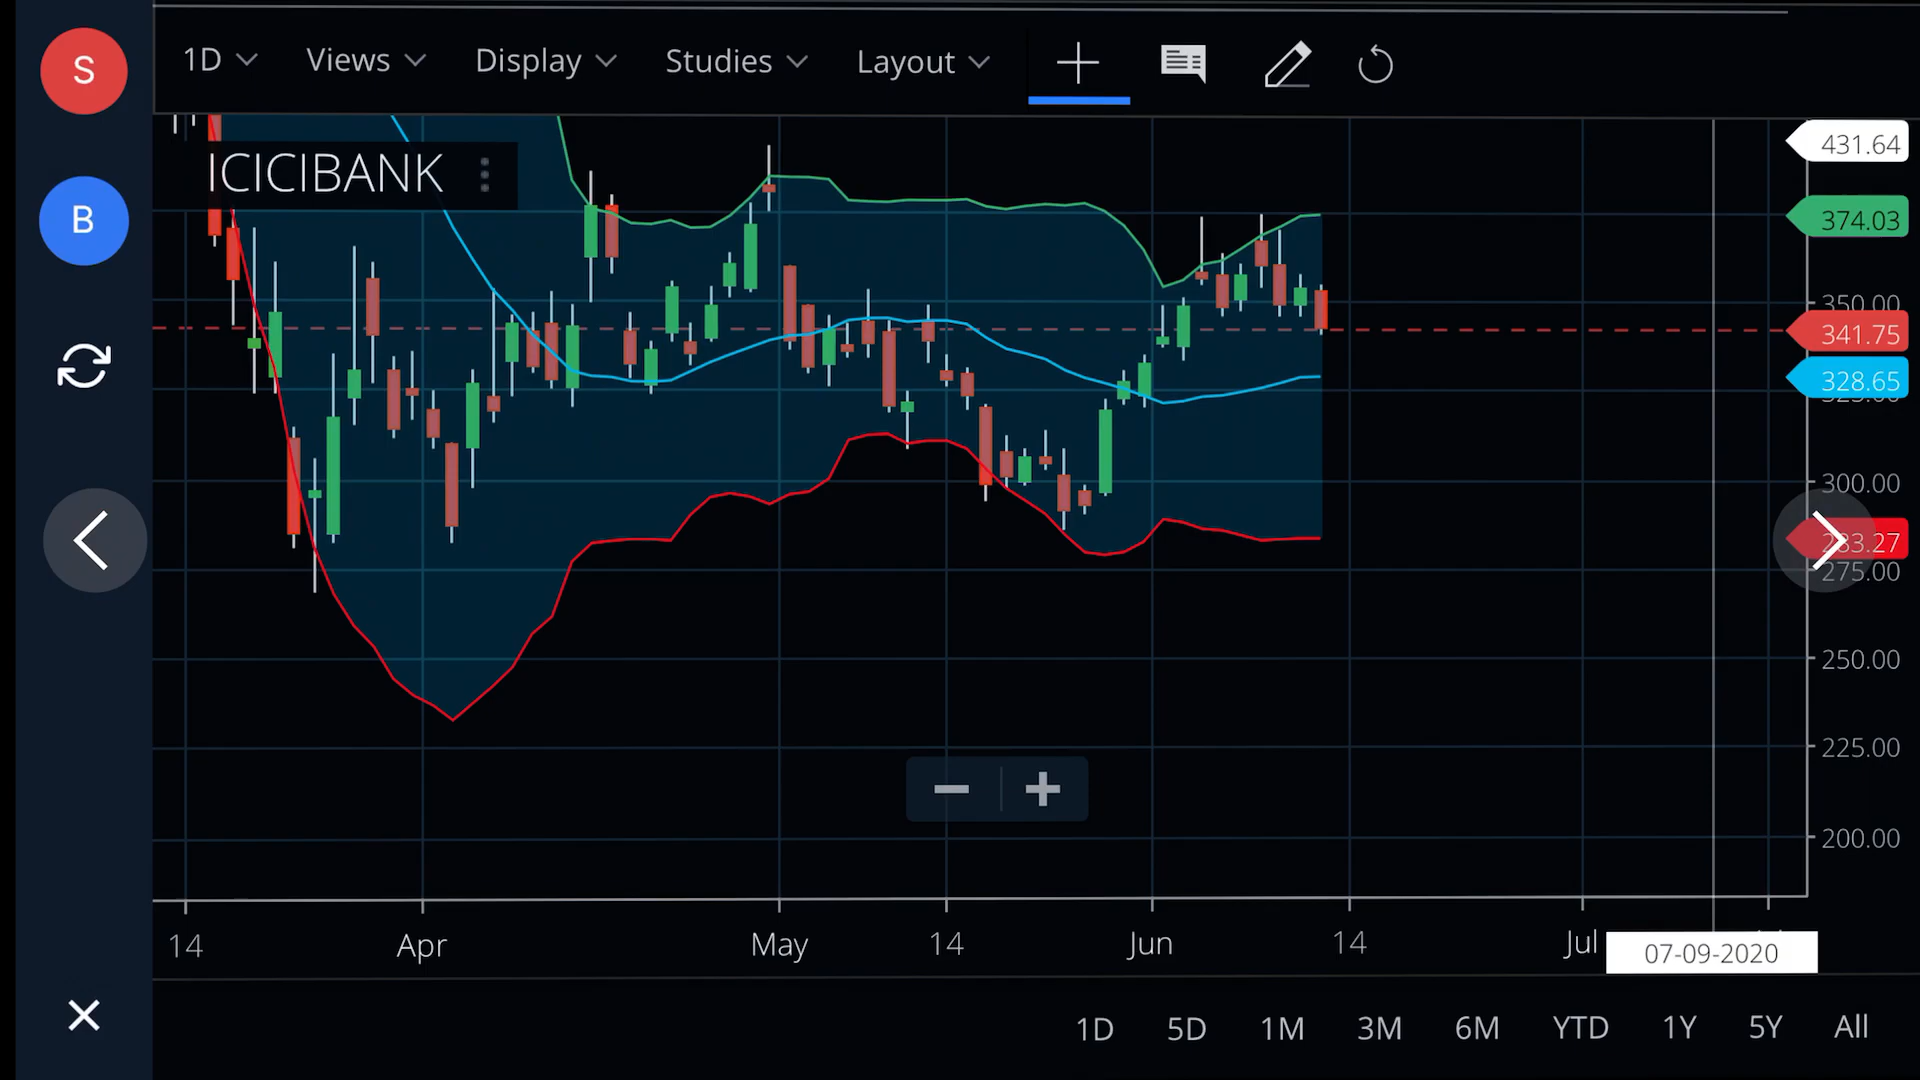 S
1D Views Display Studies Layout
B
ICICIBANK
431.64
374.03
350.00
341.75
328.65
300.00
283.27
275.00
250.00
225.00
200.00
14 Apr May 14 Jun 14 Jul
07-09-2020
1D 5D 1M 3M 6M YTD 1Y 5Y All